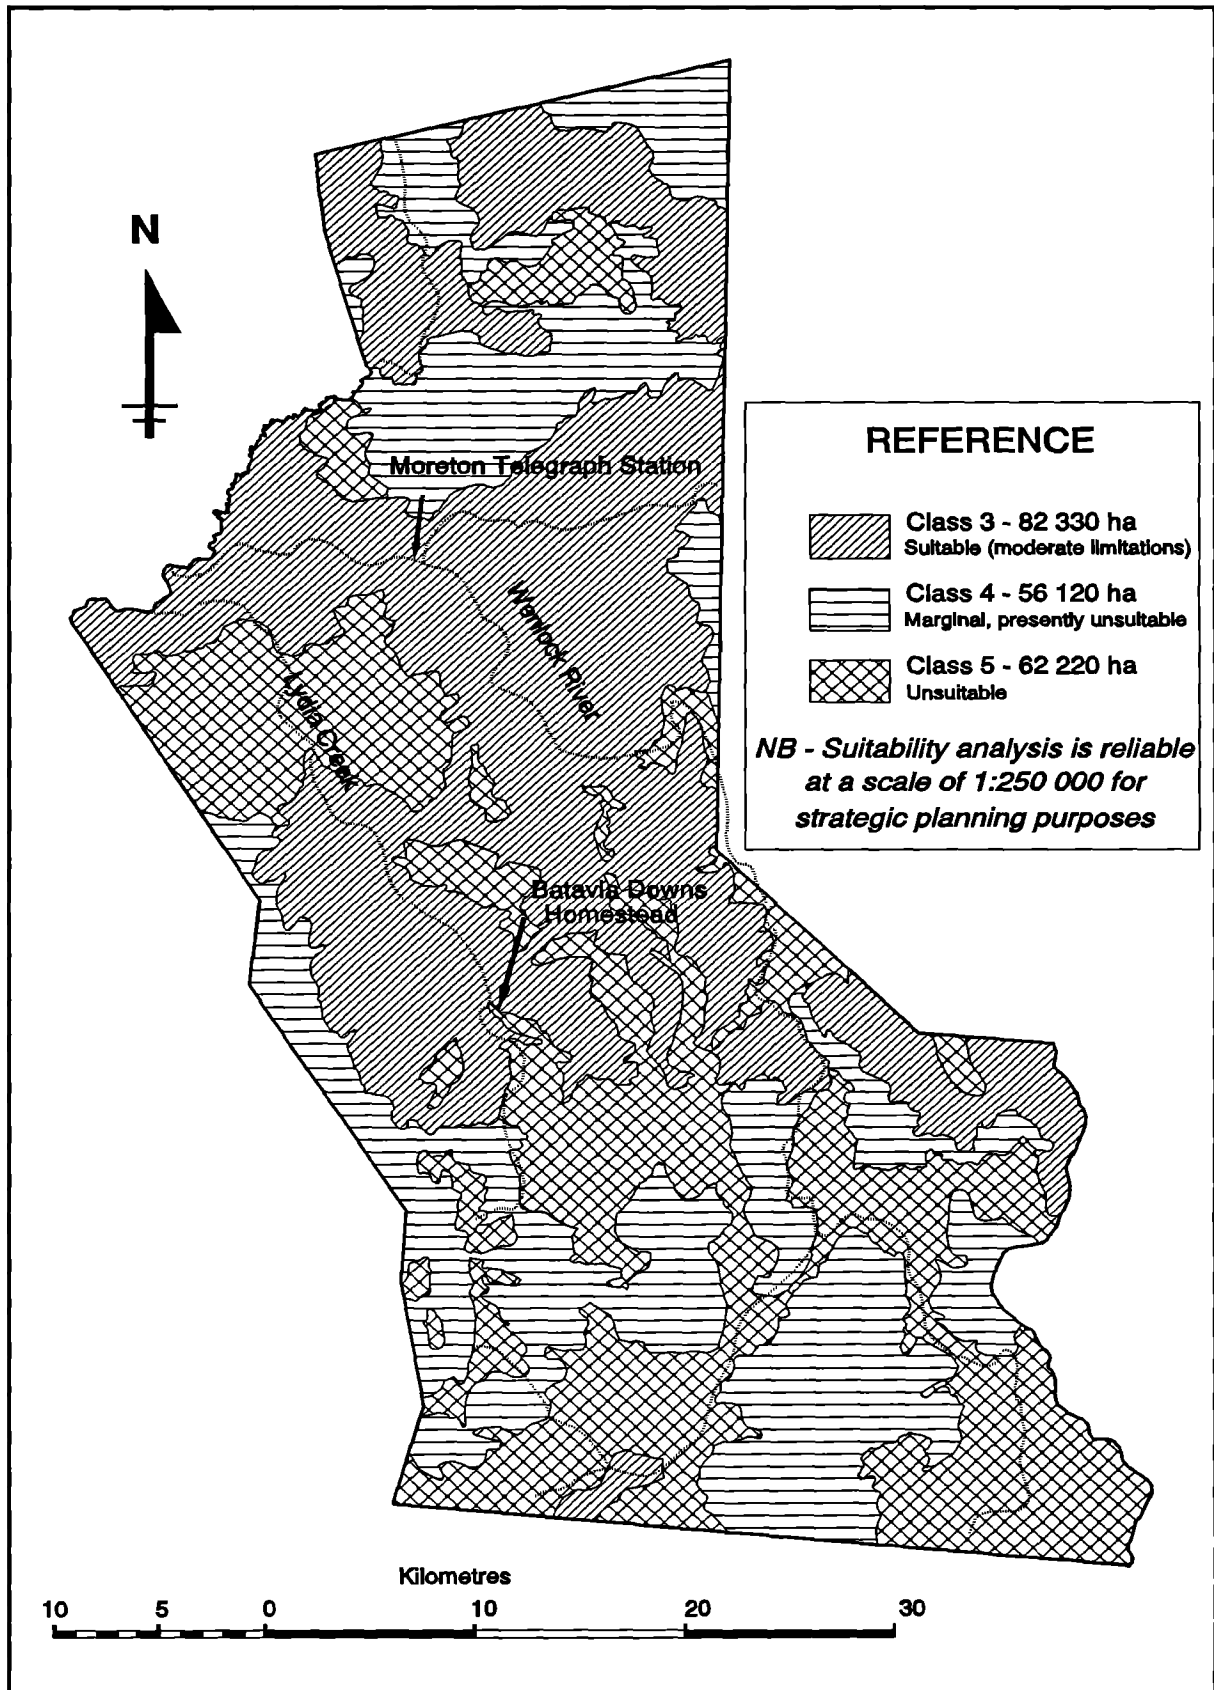 N
Moreton Telegraph Station
Wenlock River
Lydia Creek
Batavia Downs
Homestead
REFERENCE
Class 3 - 82 330 ha
Suitable (moderate limitations)
Class 4 - 56 120 ha
Marginal, presently unsuitable
Class 5 - 62 220 ha
Unsuitable
NB - Suitability analysis is reliable
at a scale of 1:250 000 for
strategic planning purposes
Kilometres
10 5 0 10 20 30